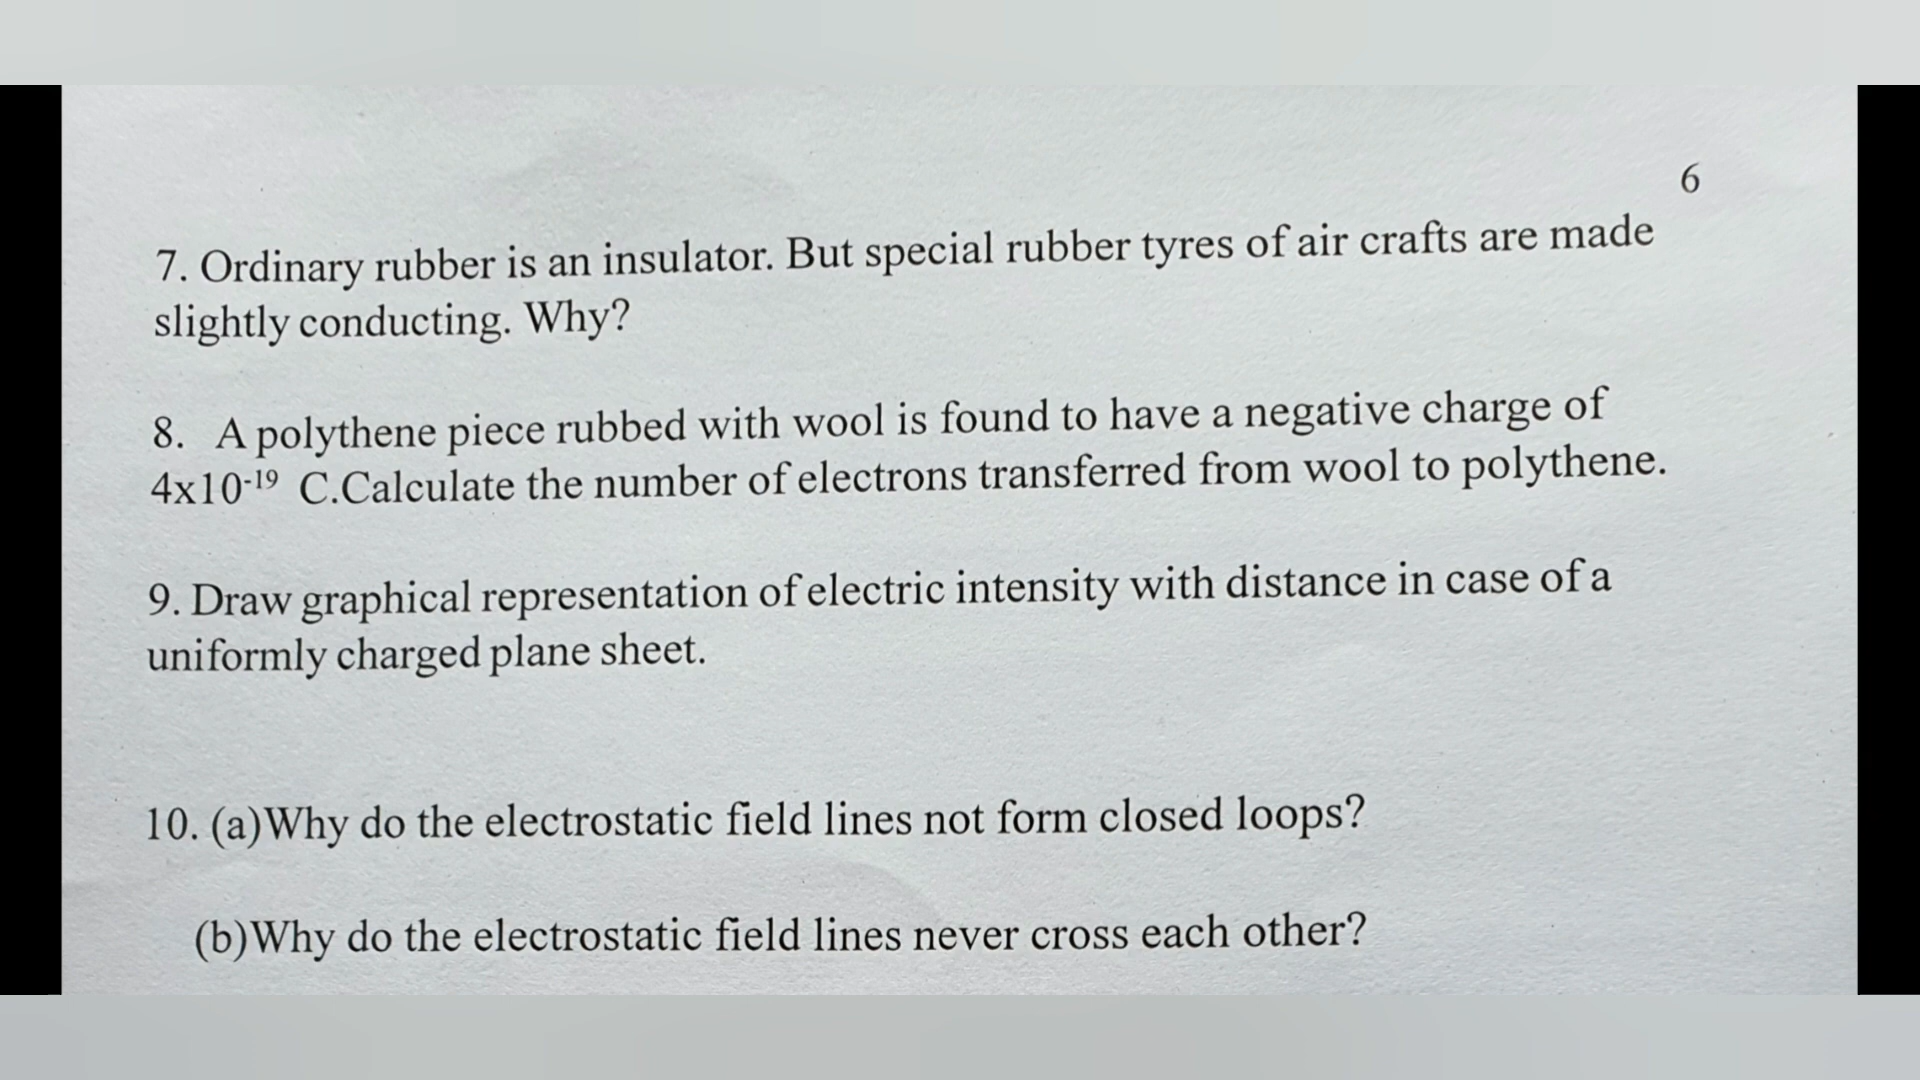 6
7. Ordinary rubber is an insulator. But special rubber tyres of air crafts are made
slightly conducting. Why?
8. A polythene piece rubbed with wool is found to have a negative charge of
4x10⁻¹⁹ C.Calculate the number of electrons transferred from wool to polythene.
9. Draw graphical representation of electric intensity with distance in case of a
uniformly charged plane sheet.
10. (a)Why do the electrostatic field lines not form closed loops?
(b)Why do the electrostatic field lines never cross each other?